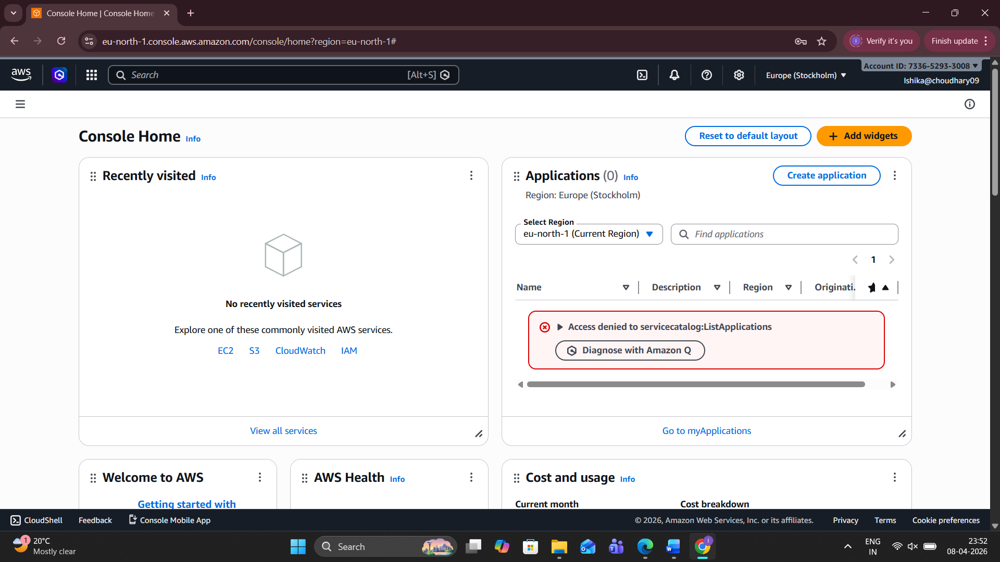 Console Home | Console Home
eu-north-1.console.aws.amazon.com/console/home?region=eu-north-1#
Verify it's you
Finish update
aws
Search
[Alt+S]
Europe (Stockholm)
Account ID: 7336-5293-3008
Ishika@choudhary09
Console Home Info
Reset to default layout
Add widgets
Recently visited Info
No recently visited services
Explore one of these commonly visited AWS services.
EC2 S3 CloudWatch IAM
View all services
Applications (0) Info
Create application
Region: Europe (Stockholm)
Select Region
eu-north-1 (Current Region)
Find applications
1
Name Description Region Originati.
Access denied to servicecatalog:ListApplications
Diagnose with Amazon Q
Go to myApplications
Welcome to AWS
Getting started with
AWS Health Info
Cost and usage Info
Current month
Cost breakdown
CloudShell Feedback Console Mobile App
© 2026, Amazon Web Services, Inc. or its affiliates. Privacy Terms Cookie preferences
1
20°C
Mostly clear
Search
ENG
IN
23:52
08-04-2026